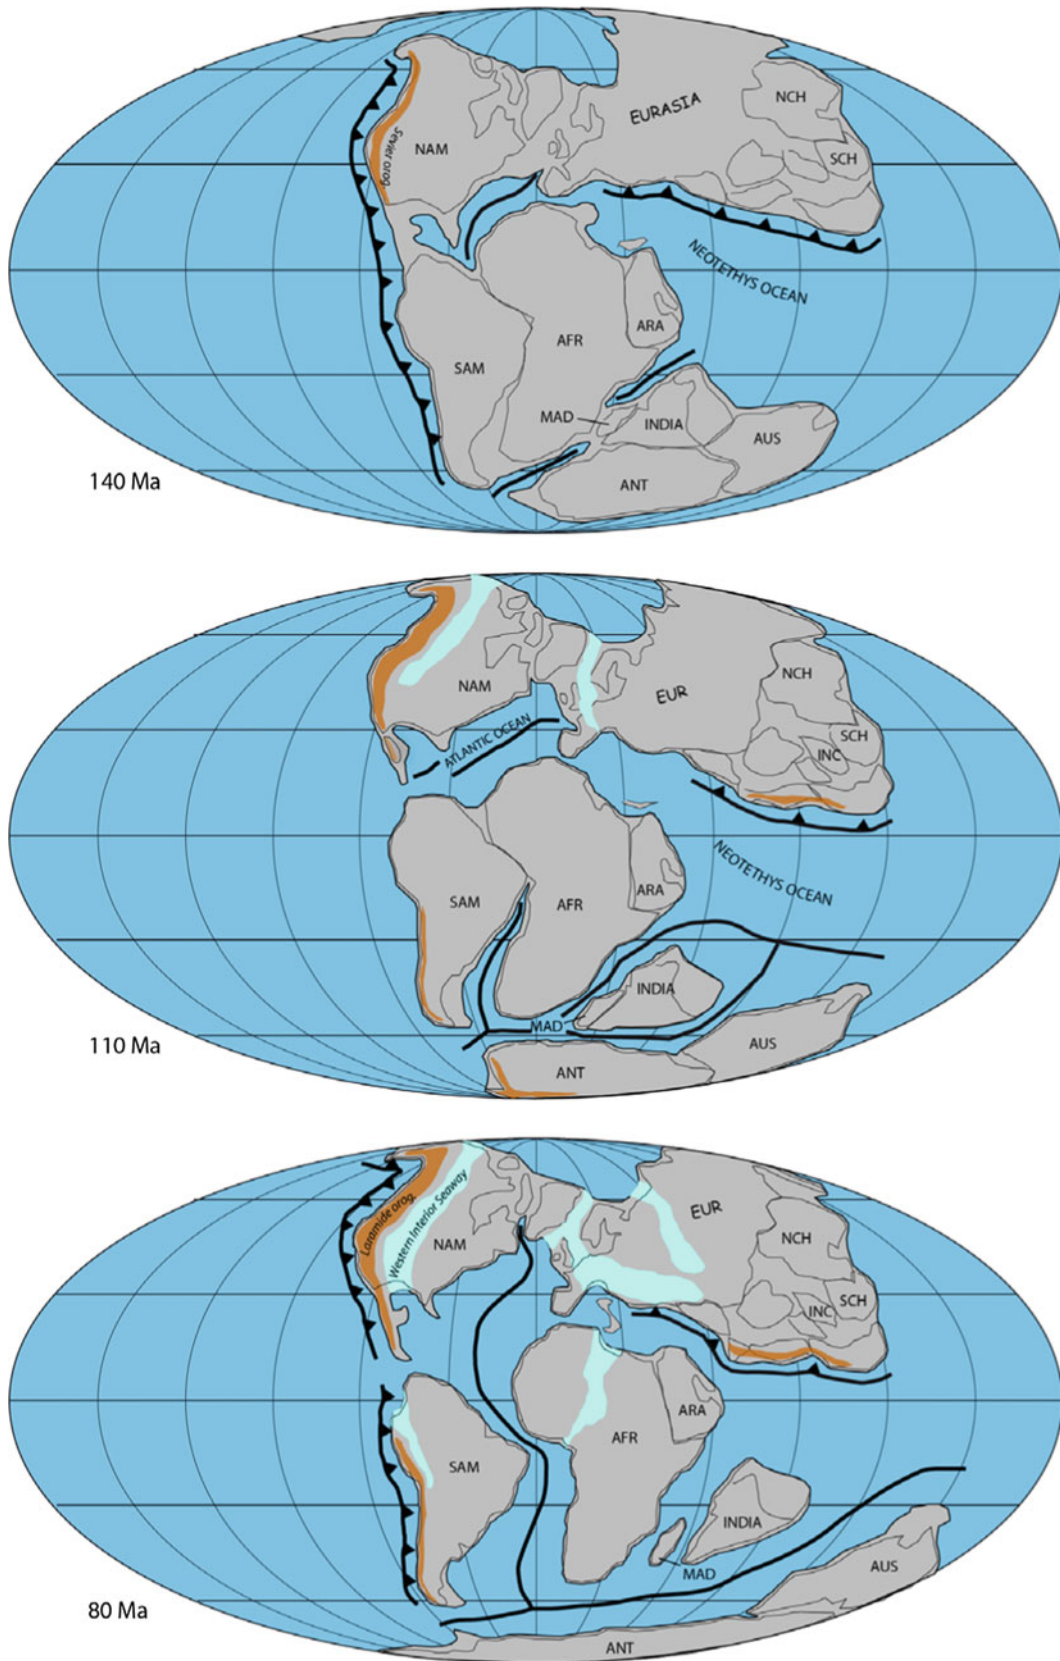 EURASIA
NCH
SCH
NAM
Sevier orog.
NEOTETHYS OCEAN
ARA
AFR
SAM
MAD
INDIA
AUS
ANT
140 Ma
NCH
NAM
EUR
SCH
INC
ATLANTIC OCEAN
NEOTETHYS OCEAN
ARA
SAM
AFR
INDIA
MAD
AUS
110 Ma
ANT
Laramide orog.
Western Interior Seaway
EUR
NCH
NAM
SCH
INC
ARA
AFR
SAM
INDIA
AUS
MAD
80 Ma
ANT